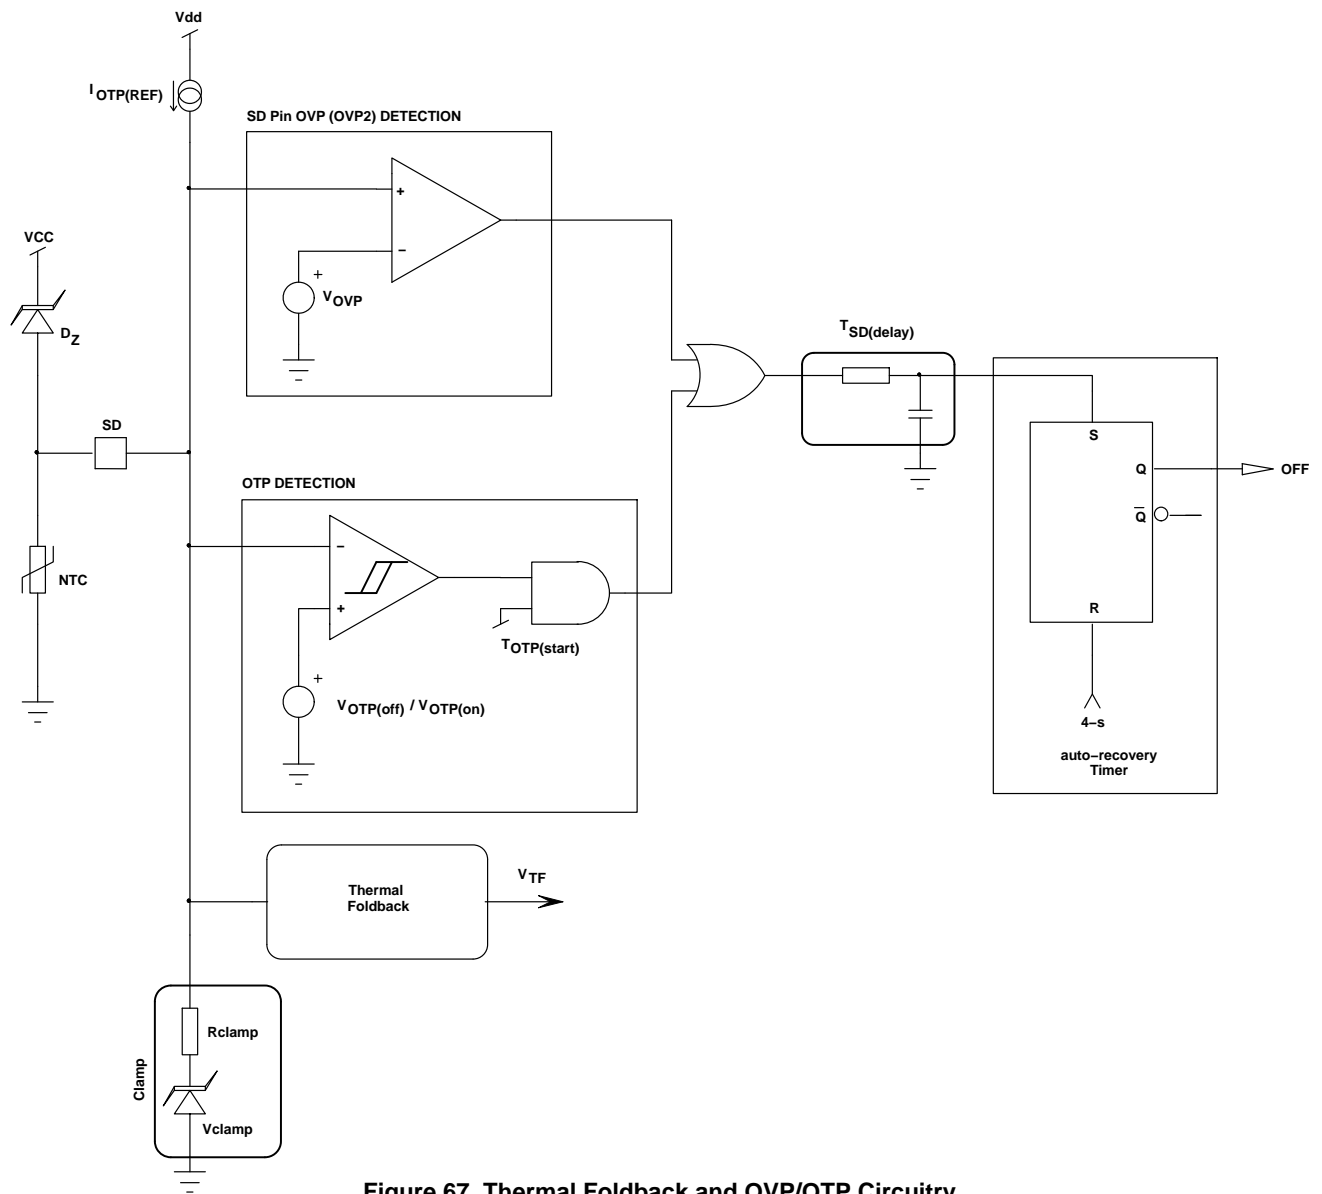 Vdd
I OTP(REF)
SD Pin OVP (OVP2) DETECTION
+
−
+
VOVP
VCC
DZ
SD
NTC
TSD(delay)
OTP DETECTION
−
+
TOTP(start)
+
VOTP(off) / VOTP(on)
S
Q
Q̅
R
OFF
4−s
auto−recovery
Timer
Thermal
Foldback
VTF
Clamp
Rclamp
Vclamp
Figure 67. Thermal Foldback and OVP/OTP Circuitry